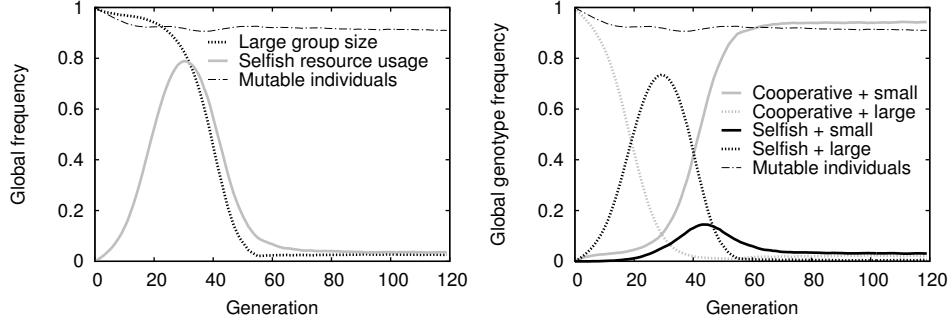 1
0.8
0.6
0.4
0.2
0
Global frequency
Large group size
Selfish resource usage
Mutable individuals
0 20 40 60 80 100 120
Generation
1
0.8
0.6
0.4
0.2
0
Global genotype frequency
Cooperative + small
Cooperative + large
Selfish + small
Selfish + large
Mutable individuals
0 20 40 60 80 100 120
Generation